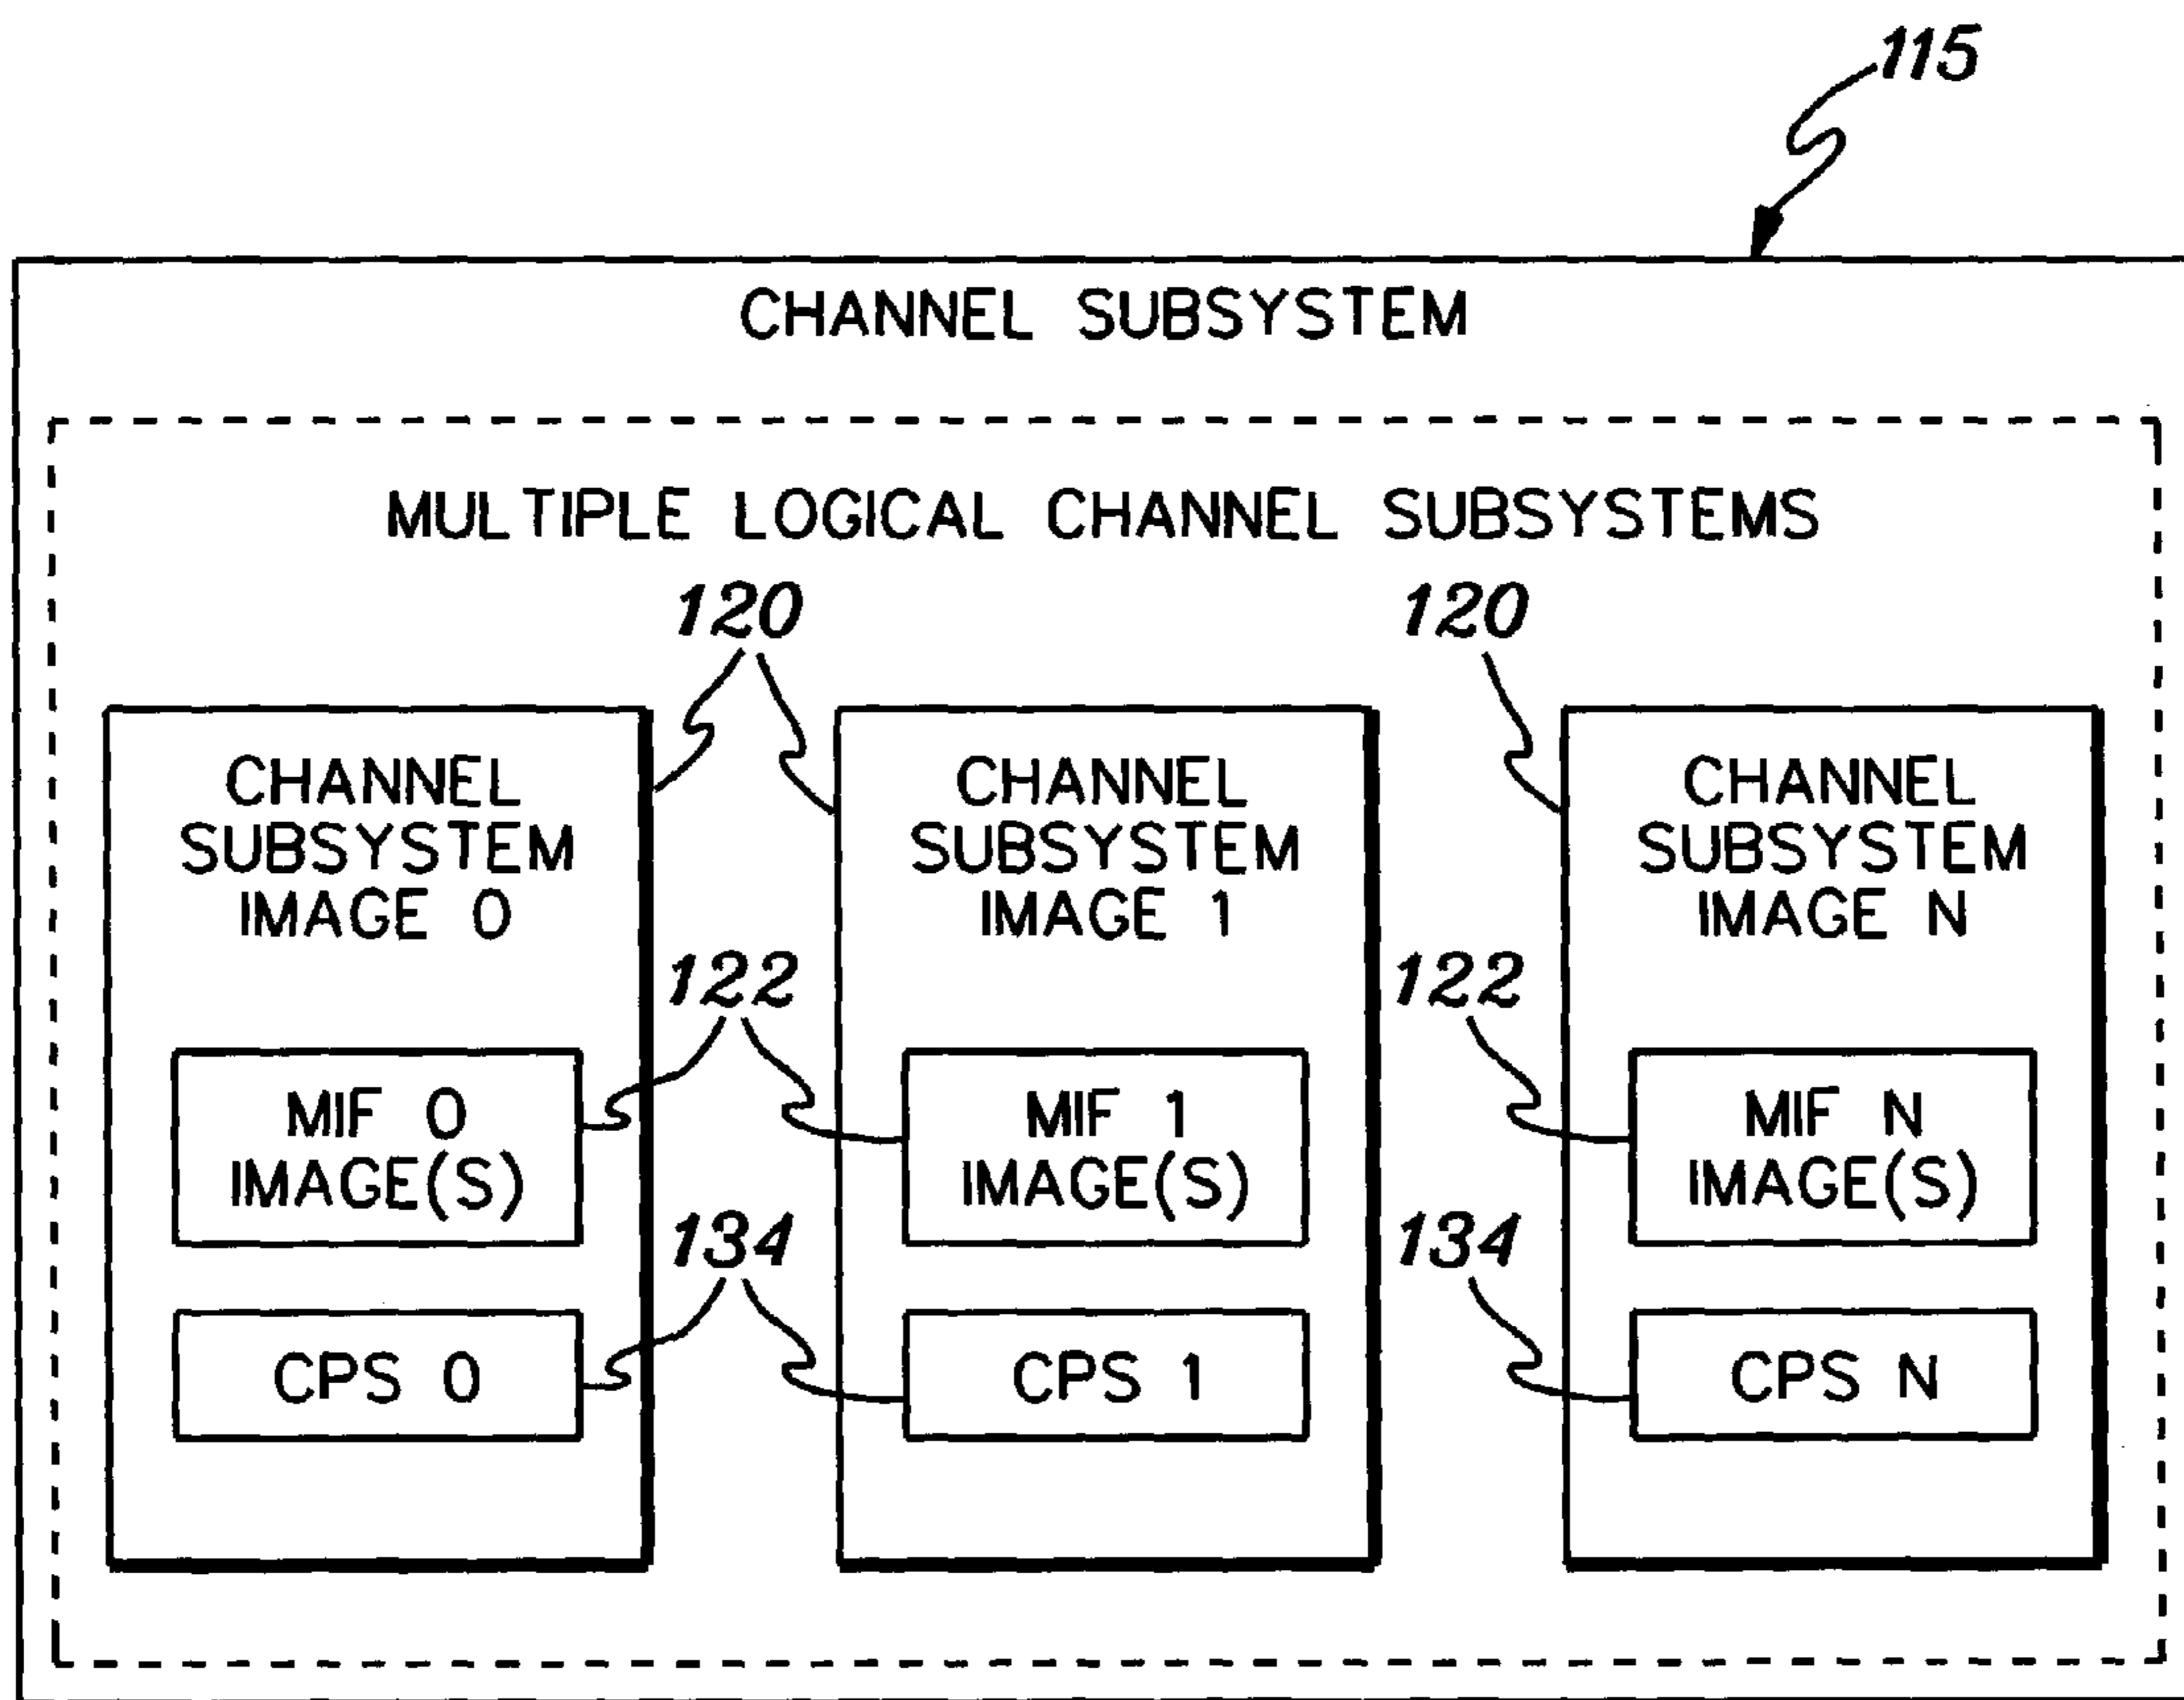 115
CHANNEL SUBSYSTEM
MULTIPLE LOGICAL CHANNEL SUBSYSTEMS
120
120
CHANNEL
SUBSYSTEM
IMAGE 0
CHANNEL
SUBSYSTEM
IMAGE 1
CHANNEL
SUBSYSTEM
IMAGE N
122
122
MIF 0
IMAGE(S)
MIF 1
IMAGE(S)
MIF N
IMAGE(S)
134
134
CPS 0
CPS 1
CPS N